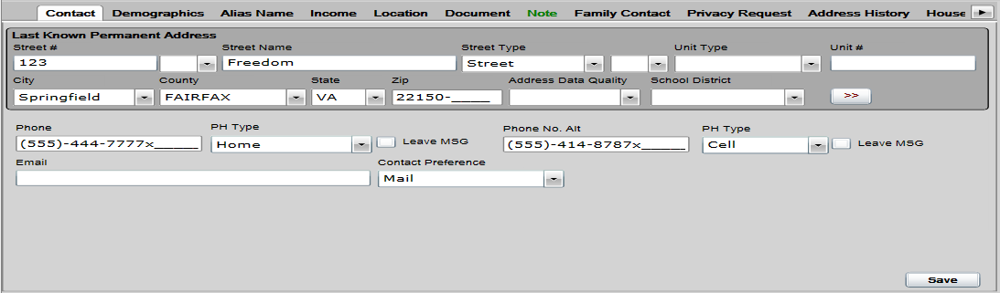 Contact Demographics Alias Name Income Location Document Note Family Contact Privacy Request Address History House
Last Known Permanent Address
Street # Street Name Street Type Unit Type Unit #
123 Freedom Street
City County State Zip Address Data Quality School District
Springfield FAIRFAX VA 22150-____ >>
Phone PH Type Phone No. Alt PH Type
(555)-444-7777x_____ Home Leave MSG (555)-414-8787x_____ Cell Leave MSG
Email Contact Preference
Mail
Save